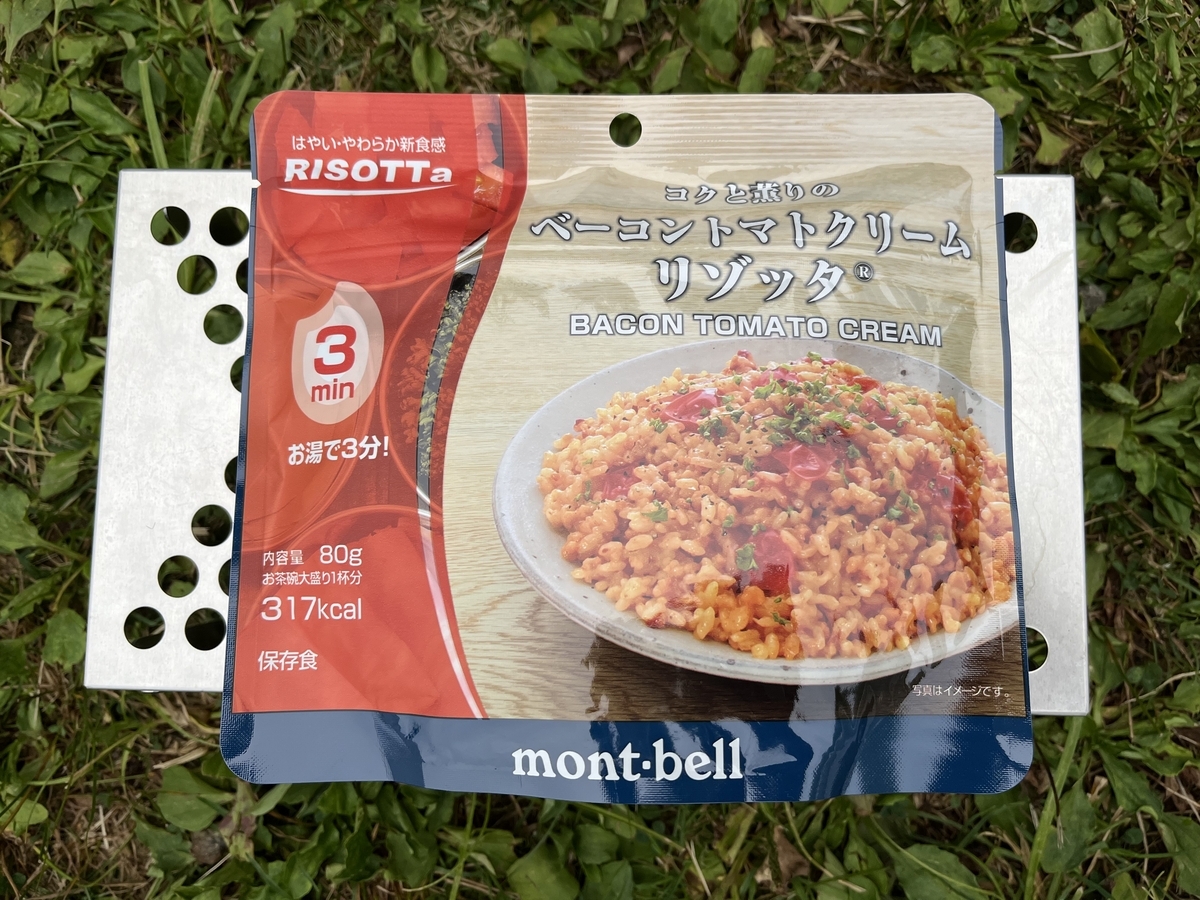 はやい・やわらか新食感
RISOTTa
コクと薫りの
ベーコントマトクリーム
リゾッタ®
BACON TOMATO CREAM
3
min
お湯で3分!
内容量 80g
お茶碗大盛り1杯分
317kcal
保存食
写真はイメージです。
mont·bell